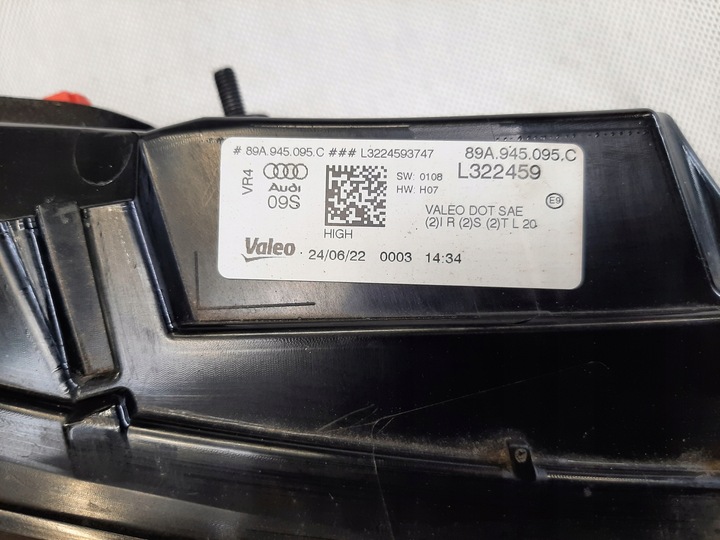 # 89A.945.095.C ### L3224593747
89A.945.095.C
L322459
VR4
Audi
09S
SW: 0108
HW: H07
HIGH
E9
VALEO DOT SAE
(2)I R (2)S (2)T L 20
Valeo · 24/06/22 0003 14:34